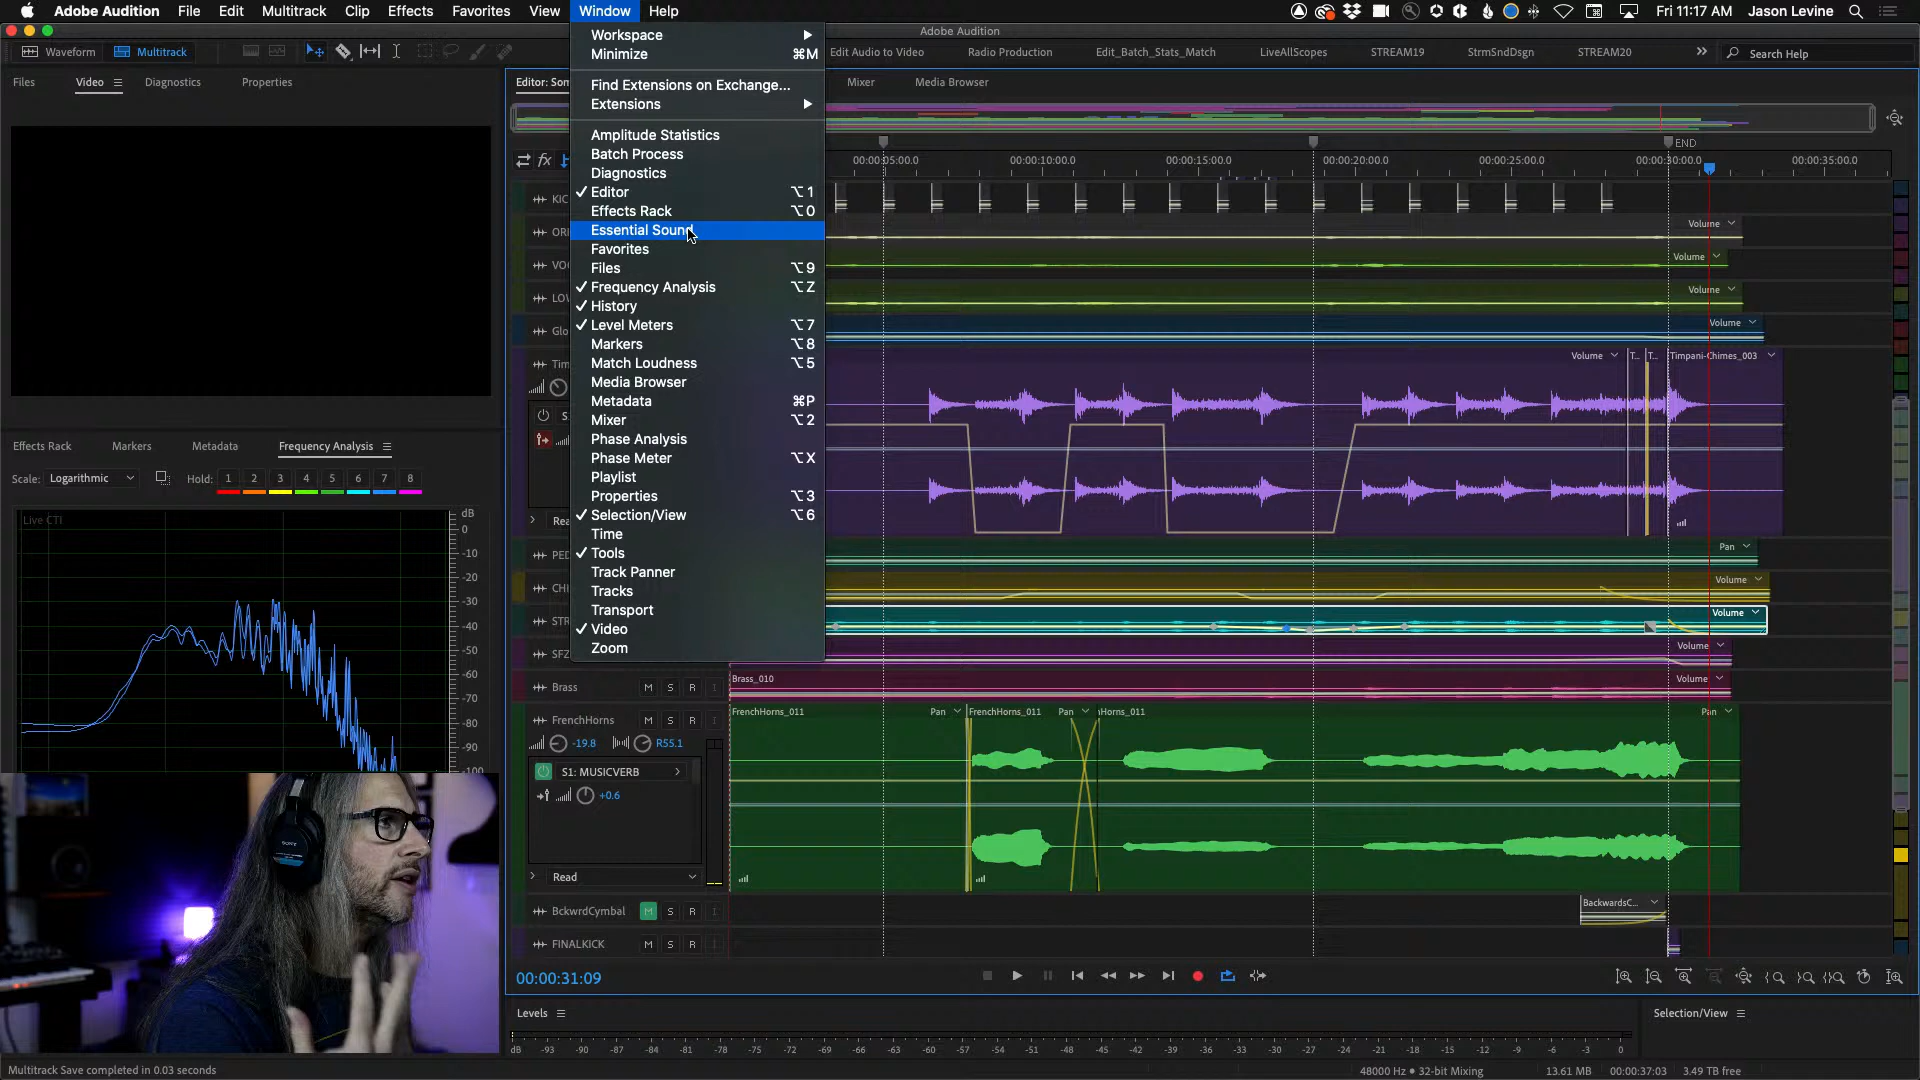 Adobe Audition File Edit Multitrack Clip Effects Favorites View Window Help
Fri 11:17 AM Jason Levine
Adobe Audition
Waveform Multitrack
Edit Audio to Video Radio Production Edit_Batch_Stats_Match LiveAllScopes STREAM19 StrmSndDsgn STREAM20 Search Help
Files Video Diagnostics Properties
Editor: Som
Mixer Media Browser
Workspace
Minimize ⌘M
Find Extensions on Exchange...
Extensions
Amplitude Statistics
Batch Process
Diagnostics
✓ Editor ⌥1
Effects Rack ⌥0
Essential Sound
Favorites
Files ⌥9
✓ Frequency Analysis ⌥Z
✓ History
✓ Level Meters ⌥7
Markers ⌥8
Match Loudness ⌥5
Media Browser
Metadata ⌘P
Mixer ⌥2
Phase Analysis
Phase Meter ⌥X
Playlist
Properties ⌥3
✓ Selection/View ⌥6
Time
✓ Tools
Track Panner
Tracks
Transport
✓ Video
Zoom
END
00:00:05:00.0 00:00:10:00.0 00:00:15:00.0 00:00:20:00.0 00:00:25:00.0 00:00:30:00.0 00:00:35:00.0
fx
KIC
ORI Volume
VO Volume
LOW Volume
Glo Volume
Tim Volume T... T... Timpani-Chimes_003
S
Rea
PED Pan
CHI Volume
STR Volume
SFZ Volume
Brass M S R I Brass_010 Volume
FrenchHorns M S R I FrenchHorns_011 Pan FrenchHorns_011 Pan Horns_011 Pan
-19.8 R55.1
S1: MUSICVERB
+0.6
Read
BckwrdCymbal M S R I BackwardsC...
FINALKICK M S R I
Effects Rack Markers Metadata Frequency Analysis
Scale: Logarithmic Hold: 1 2 3 4 5 6 7 8
Live CTI
dB
0
-10
-20
-30
-40
-50
-60
-70
-80
-90
-100
SONY
00:00:31:09
Levels
Selection/View
dB -93 -90 -87 -84 -81 -78 -75 -72 -69 -66 -63 -60 -57 -54 -51 -48 -45 -42 -39 -36 -33 -30 -27 -24 -21 -18 -15 -12 -9 -6 -3 0
Multitrack Save completed in 0.03 seconds
48000 Hz • 32-bit Mixing 13.61 MB 00:00:37:03 3.49 TB free